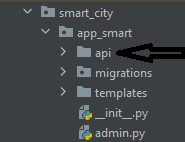 smart_city
app_smart
api
migrations
templates
__init__.py
admin.py